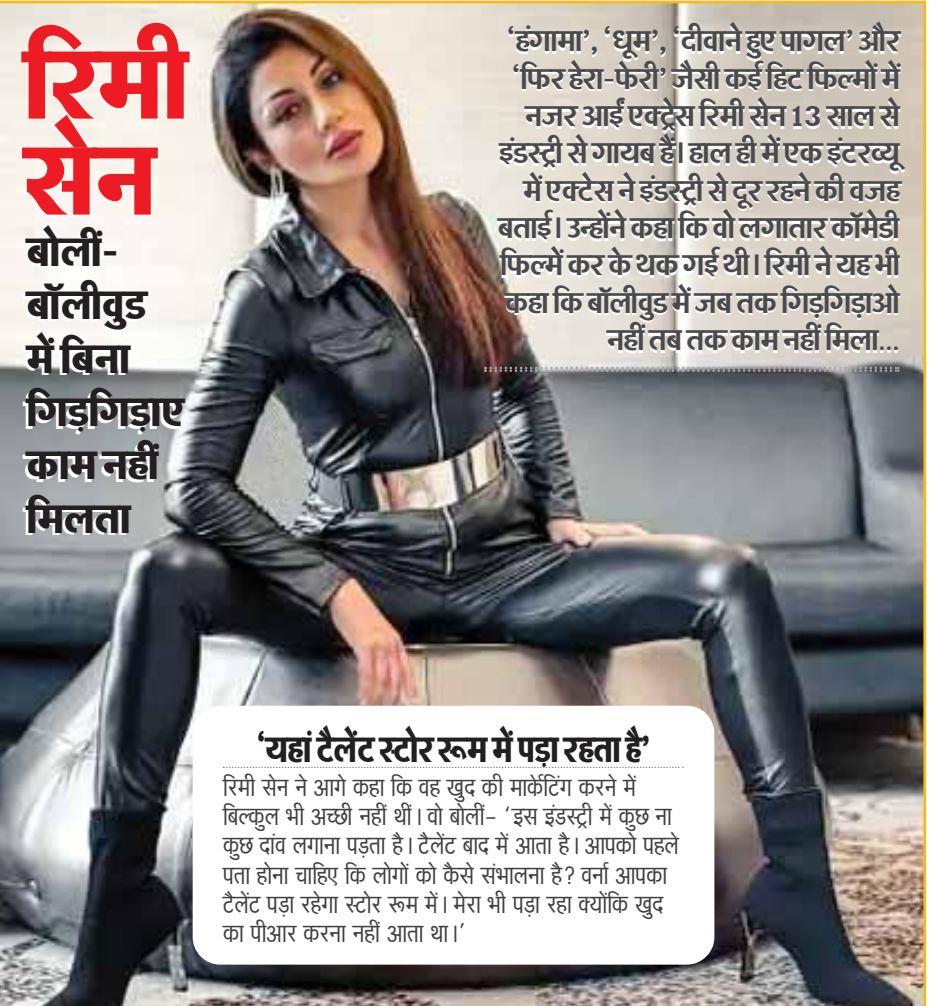 रिमी
सेन
बोलीं-
बॉलीवुड
में बिना
गिड़गिड़ाए
काम नहीं
मिलता
‘हंगामा’, ‘धूम’, ‘दीवाने हुए पागल’ और
‘फिर हेरा-फेरी’ जैसी कई हिट फिल्मों में
नजर आईं एक्ट्रेस रिमी सेन 13 साल से
इंडस्ट्री से गायब हैं। हाल ही में एक इंटरव्यू
में एक्टेस ने इंडस्ट्री से दूर रहने की वजह
बताई। उन्होंने कहा कि वो लगातार कॉमेडी
फिल्में कर के थक गई थी। रिमी ने यह भी
कहा कि बॉलीवुड में जब तक गिड़गिड़ाओ
नहीं तब तक काम नहीं मिला...
‘यहां टैलेंट स्टोर रूम में पड़ा रहता है’
रिमी सेन ने आगे कहा कि वह खुद की मार्केटिंग करने में
बिल्कुल भी अच्छी नहीं थीं। वो बोलीं- ‘इस इंडस्ट्री में कुछ ना
कुछ दांव लगाना पड़ता है। टैलेंट बाद में आता है। आपको पहले
पता होना चाहिए कि लोगों को कैसे संभालना है? वर्ना आपका
टैलेंट पड़ा रहेगा स्टोर रूम में। मेरा भी पड़ा रहा क्योंकि खुद
का पीआर करना नहीं आता था।’